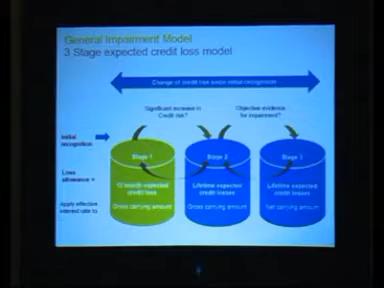 General Impairment Model
3 Stage expected credit loss model
Change of credit risk since initial recognition
Significant increase in
Credit risk?
Objective evidence
for impairment?
Initial
recognition
Stage 1
Stage 2
Stage 3
Loss
allowance =
12 month expected
credit loss
Lifetime expected
credit losses
Lifetime expected
credit losses
Apply effective
interest rate to
Gross carrying amount
Gross carrying amount
Net carrying amount